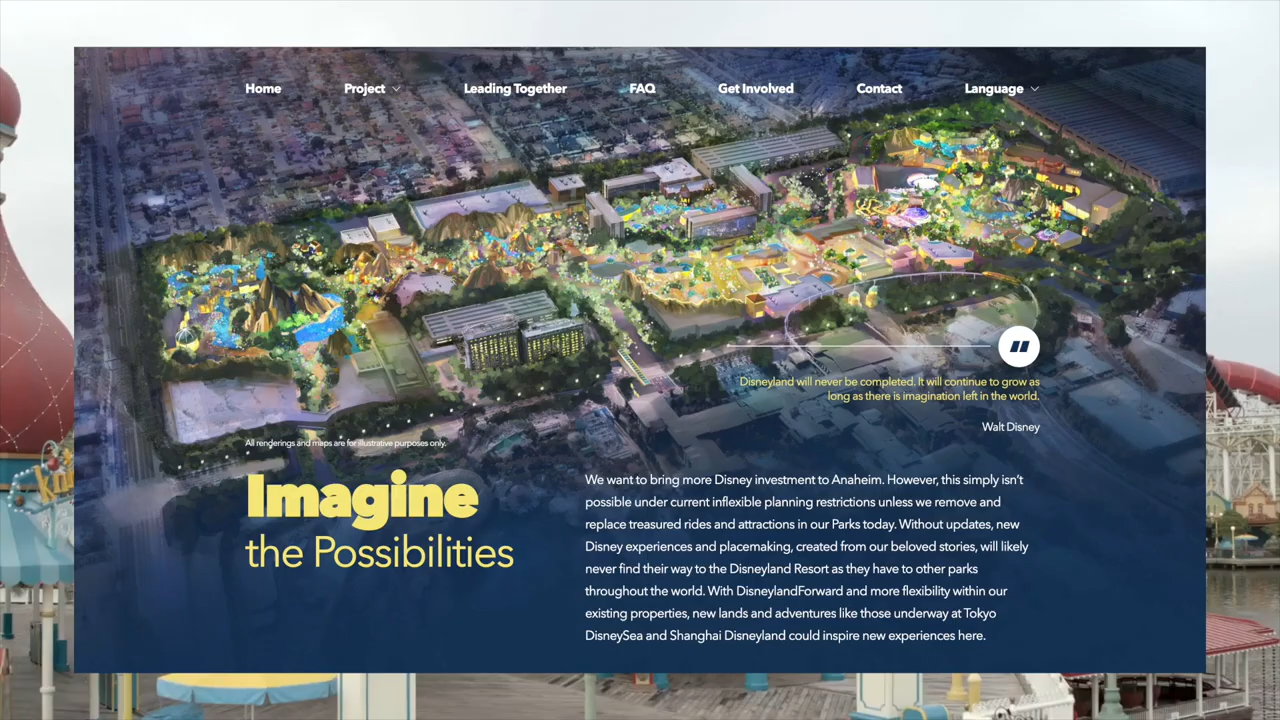 Home Project Leading Together FAQ Get Involved Contact Language
Disneyland will never be completed. It will continue to grow as
long as there is imagination left in the world.
Walt Disney
All renderings and maps are for illustrative purposes only.
Imagine
the Possibilities
We want to bring more Disney investment to Anaheim. However, this simply isn't
possible under current inflexible planning restrictions unless we remove and
replace treasured rides and attractions in our Parks today. Without updates, new
Disney experiences and placemaking, created from our beloved stories, will likely
never find their way to the Disneyland Resort as they have to other parks
throughout the world. With DisneylandForward and more flexibility within our
existing properties, new lands and adventures like those underway at Tokyo
DisneySea and Shanghai Disneyland could inspire new experiences here.